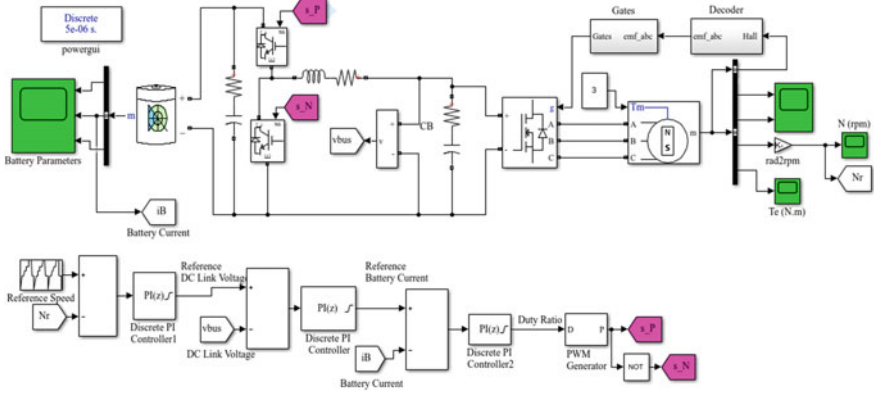 Discrete
5e-06 s.
powergui
s_P
s_N
Gates
Decoder
Gates
emf_abc
emf_abc
Hall
Battery Parameters
m
+
−
vbus
v
+
-
CB
g
+
-
A
B
C
3
Tm
A
B
C
N
S
m
K-
rad2rpm
N (rpm)
Nr
Te (N.m)
iB
Battery Current
Reference Speed
Nr
+
−
PI(z)
Discrete PI
Controller1
Reference
DC Link Voltage
vbus
DC Link Voltage
+
−
PI(z)
Discrete PI
Controller
Reference
Battery Current
iB
Battery Current
+
−
PI(z)
Discrete PI
Controller2
Duty Ratio
D
P
PWM
Generator
s_P
NOT
s_N